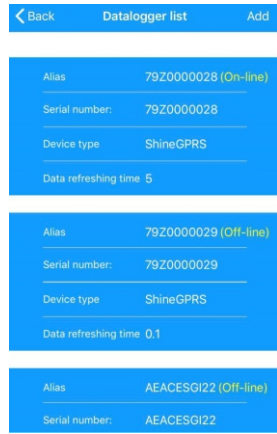 Back Datalogger list Add
Alias 79Z0000028 (On-line)
Serial number: 79Z0000028
Device type ShineGPRS
Data refreshing time 5
Alias 79Z0000029 (Off-line)
Serial number: 79Z0000029
Device type ShineGPRS
Data refreshing time 0.1
Alias AEACESGI22 (Off-line)
Serial number: AEACESGI22